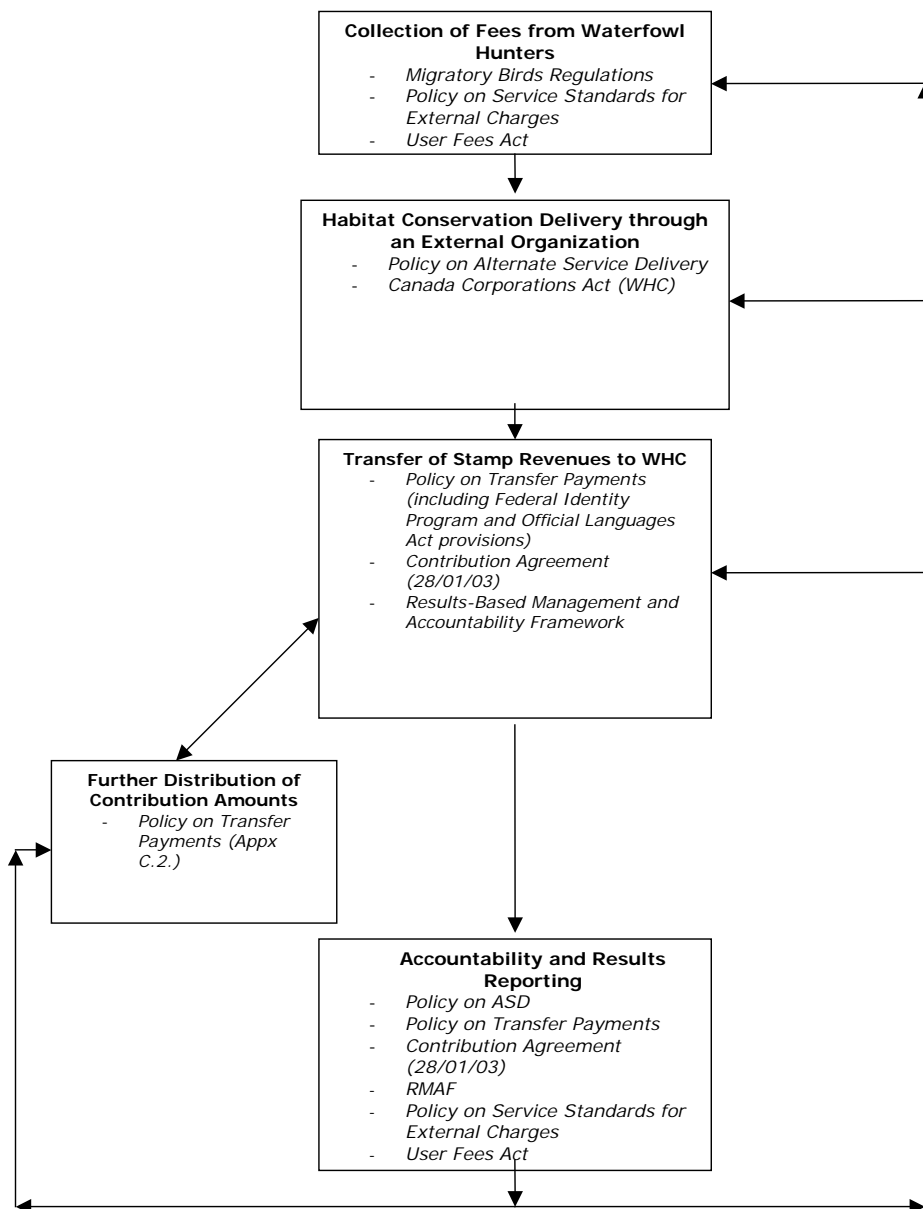 Collection of Fees from Waterfowl
Hunters
- Migratory Birds Regulations
- Policy on Service Standards for
External Charges
- User Fees Act
Habitat Conservation Delivery through
an External Organization
- Policy on Alternate Service Delivery
- Canada Corporations Act (WHC)
Transfer of Stamp Revenues to WHC
- Policy on Transfer Payments
(including Federal Identity
Program and Official Languages
Act provisions)
- Contribution Agreement
(28/01/03)
- Results-Based Management and
Accountability Framework
Further Distribution of
Contribution Amounts
- Policy on Transfer
Payments (Appx
C.2.)
Accountability and Results
Reporting
- Policy on ASD
- Policy on Transfer Payments
- Contribution Agreement
(28/01/03)
- RMAF
- Policy on Service Standards for
External Charges
- User Fees Act